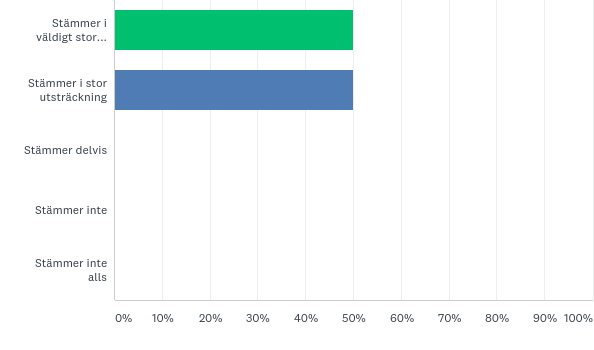 Stämmer i
väldigt stor...
Stämmer i stor
utsträckning
Stämmer delvis
Stämmer inte
Stämmer inte
alls
0% 10% 20% 30% 40% 50% 60% 70% 80% 90% 100%